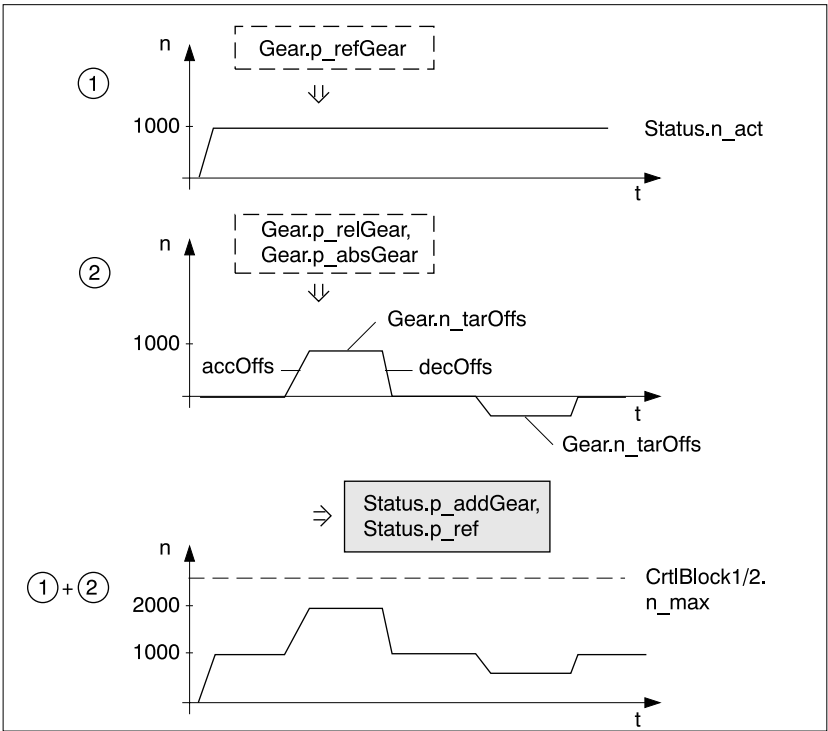 n
Gear.p_refGear
1
1000
Status.n_act
t
n
Gear.p_relGear,
Gear.p_absGear
2
Gear.n_tarOffs
1000
accOffs
decOffs
t
Gear.n_tarOffs
Status.p_addGear,
Status.p_ref
n
1 + 2
CrtlBlock1/2.
n_max
2000
1000
t